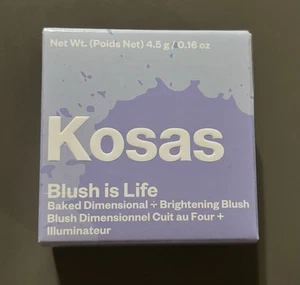 Net Wt. (Poids Net) 4.5 g / 0.16 oz
Kosas
Blush is Life
Baked Dimensional + Brightening Blush
Blush Dimensionnel Cuit au Four +
Illuminateur